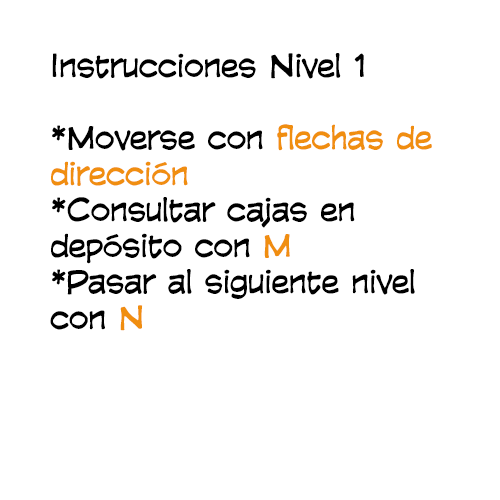 Instrucciones Nivel 1
*Moverse con flechas de
dirección
*Consultar cajas en
depósito con M
*Pasar al siguiente nivel
con N